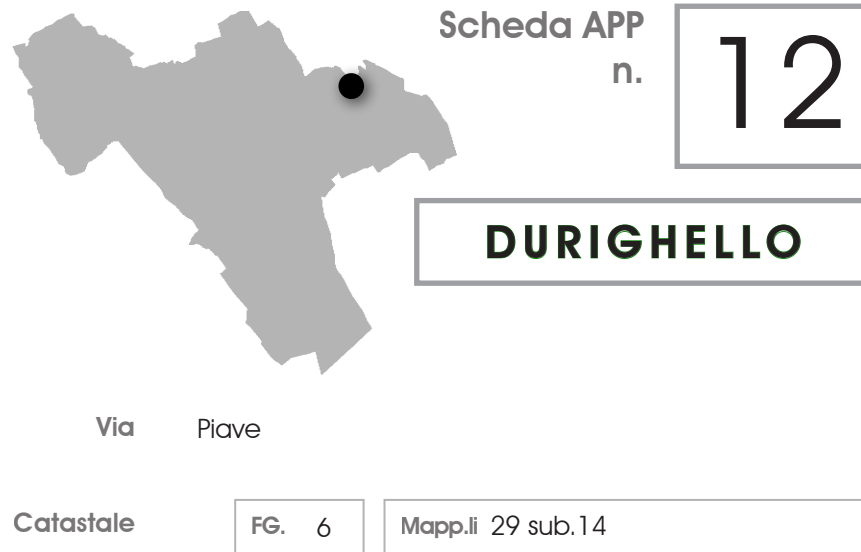 Scheda APP
n. 12
DURIGHELLO
Via Piave
Catastale FG. 6 Mapp.li 29 sub.14